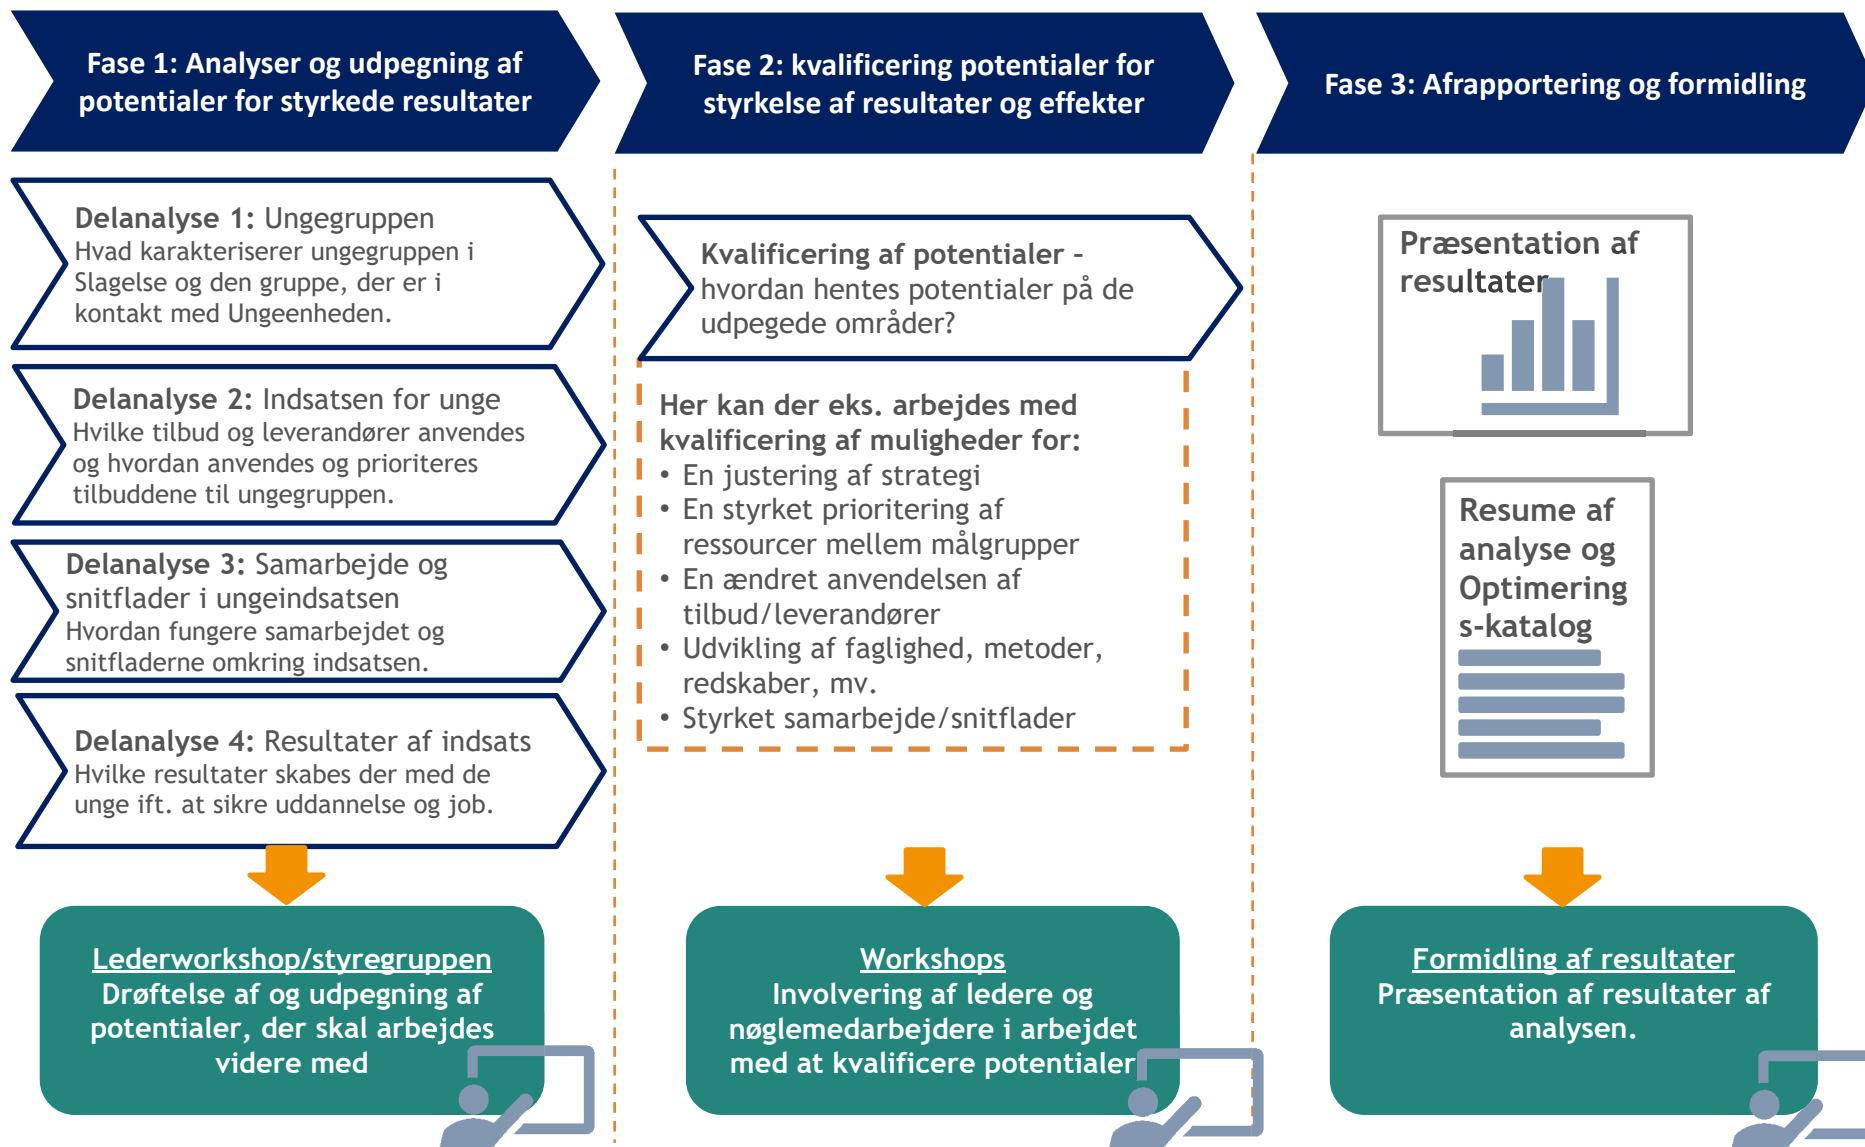 Fase 1: Analyser og udpegning af
potentialer for styrkede resultater
Fase 2: kvalificering potentialer for
styrkelse af resultater og effekter
Fase 3: Afrapportering og formidling
Delanalyse 1: Ungegruppen
Hvad karakteriserer ungegruppen i
Slagelse og den gruppe, der er i
kontakt med Ungeenheden.
Delanalyse 2: Indsatsen for unge
Hvilke tilbud og leverandører anvendes
og hvordan anvendes og prioriteres
tilbuddene til ungegruppen.
Delanalyse 3: Samarbejde og
snitflader i ungeindsatsen
Hvordan fungere samarbejdet og
snitfladerne omkring indsatsen.
Delanalyse 4: Resultater af indsats
Hvilke resultater skabes der med de
unge ift. at sikre uddannelse og job.
Lederworkshop/styregruppen
Drøftelse af og udpegning af
potentialer, der skal arbejdes
videre med
Kvalificering af potentialer –
hvordan hentes potentialer på de
udpegede områder?
Her kan der eks. arbejdes med
kvalificering af muligheder for:
• En justering af strategi
• En styrket prioritering af
ressourcer mellem målgrupper
• En ændret anvendelsen af
tilbud/leverandører
• Udvikling af faglighed, metoder,
redskaber, mv.
• Styrket samarbejde/snitflader
Workshops
Involvering af ledere og
nøglemedarbejdere i arbejdet
med at kvalificere potentialer
Præsentation af
resultater
Resume af
analyse og
Optimering
s-katalog
Formidling af resultater
Præsentation af resultater af
analysen.